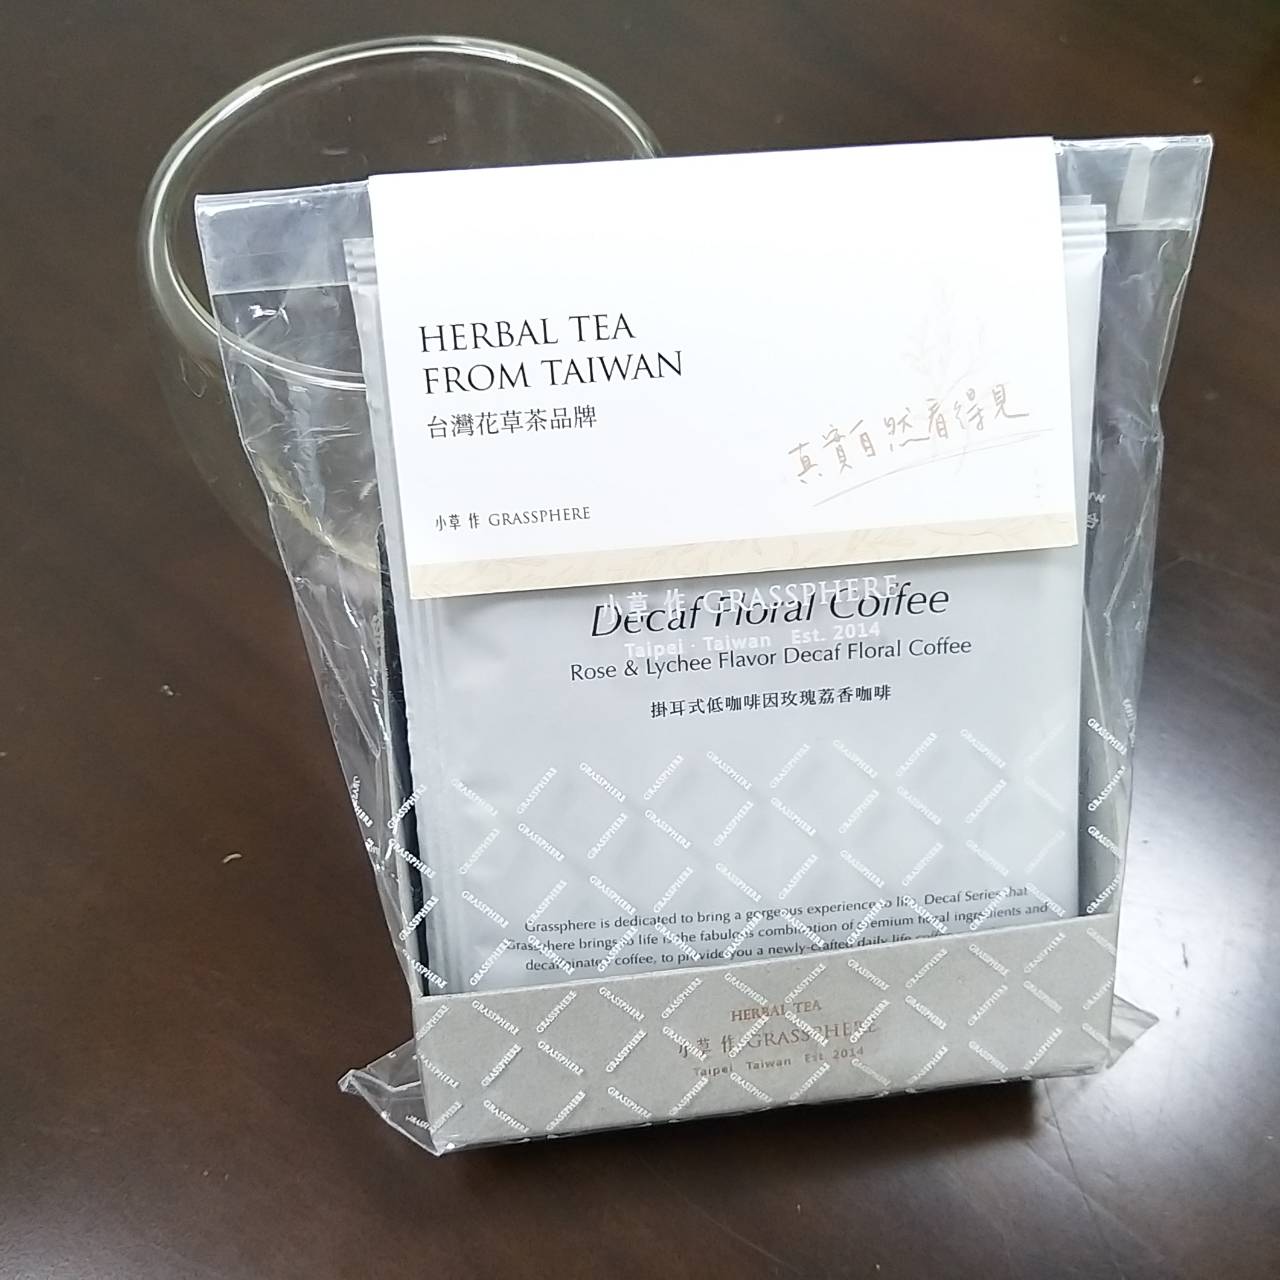 HERBAL TEA
FROM TAIWAN
台灣花草茶品牌
真實自然看得見
小草 作 GRASSPHERE
Decaf Floral Coffee
小草 作 GRASSPHERE
Taipei · Taiwan Est. 2014
Rose & Lychee Flavor Decaf Floral Coffee
掛耳式低咖啡因玫瑰荔香咖啡
Grassphere is dedicated to bring a gorgeous experience to life. Decaf Series that
Grassphere brings to life is the fabulous combination of premium floral ingredients and
decaffinated coffee, to provide you a newly-crafted daily life
HERBAL TEA
小草 作 GRASSPHERE
Taipei Taiwan Est. 2014
GRASSPHERE